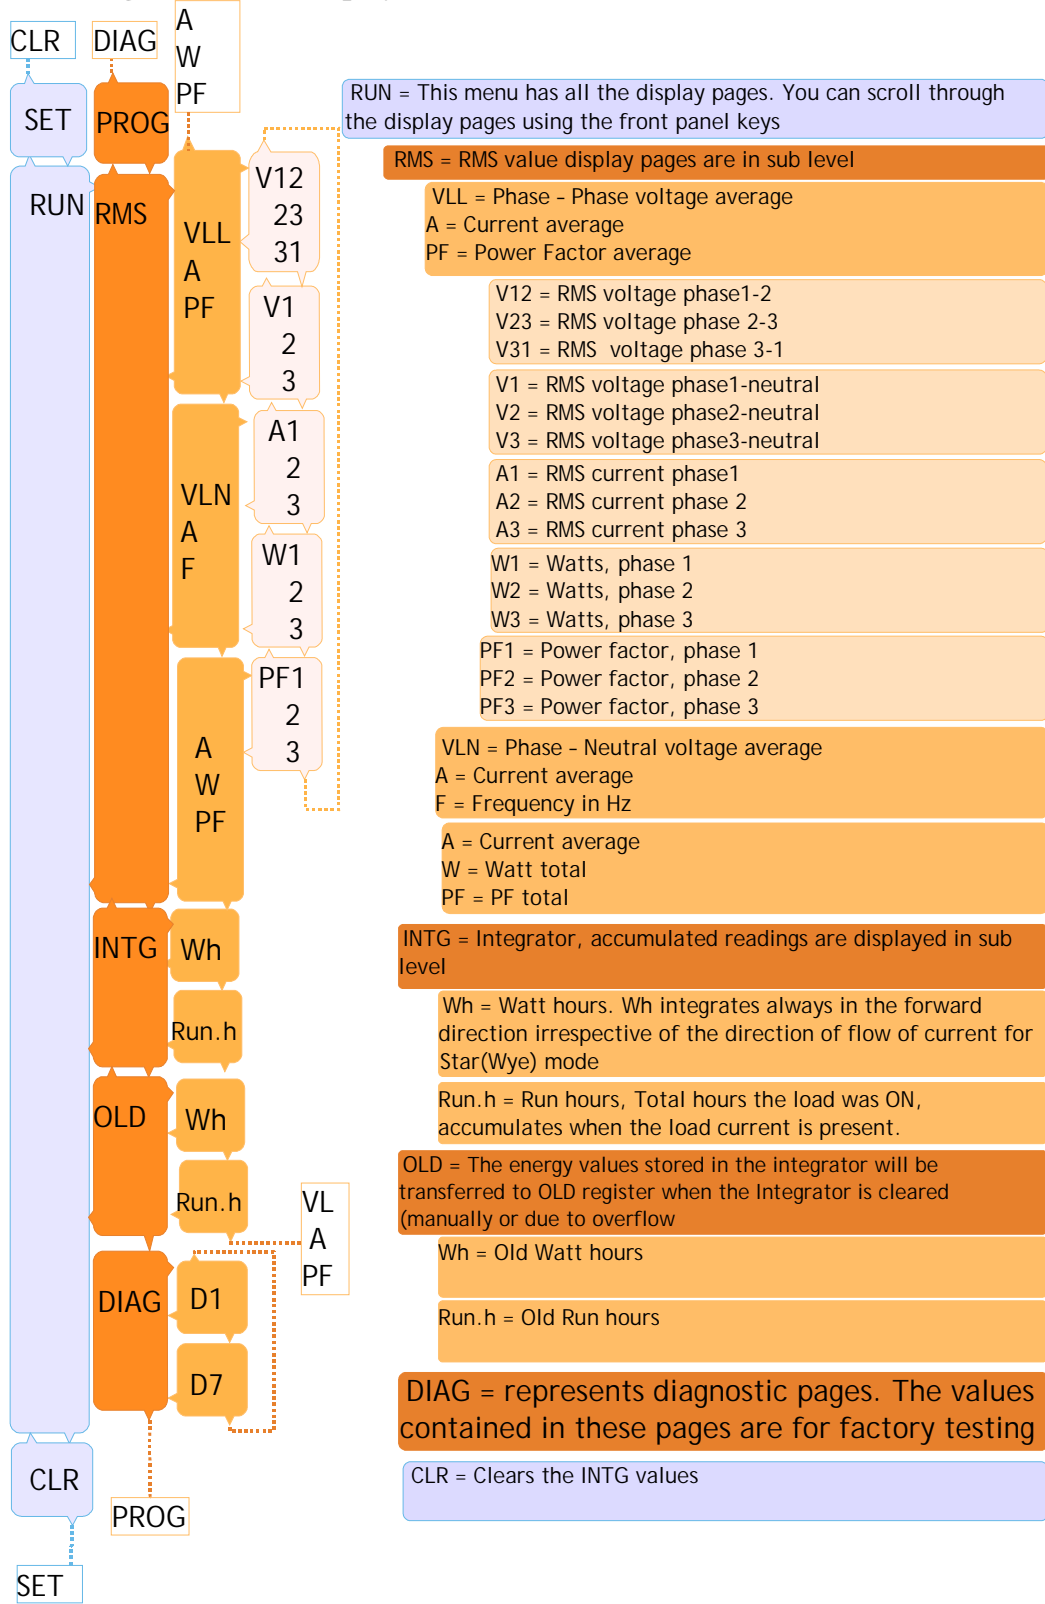 A
W
PF
CLR
DIAG
SET
PROG
RUN
RMS
VLL
A
PF
V12
23
31
V1
2
3
VLN
A
F
A1
2
3
W1
2
3
A
W
PF
PF1
2
3
INTG
Wh
Run.h
OLD
Wh
Run.h
VL
A
PF
DIAG
D1
D7
CLR
PROG
SET
RUN = This menu has all the display pages. You can scroll through
the display pages using the front panel keys
RMS = RMS value display pages are in sub level
VLL = Phase – Phase voltage average
A = Current average
PF = Power Factor average
V12 = RMS voltage phase1-2
V23 = RMS voltage phase 2-3
V31 = RMS voltage phase 3-1
V1 = RMS voltage phase1-neutral
V2 = RMS voltage phase2-neutral
V3 = RMS voltage phase3-neutral
A1 = RMS current phase1
A2 = RMS current phase 2
A3 = RMS current phase 3
W1 = Watts, phase 1
W2 = Watts, phase 2
W3 = Watts, phase 3
PF1 = Power factor, phase 1
PF2 = Power factor, phase 2
PF3 = Power factor, phase 3
VLN = Phase – Neutral voltage average
A = Current average
F = Frequency in Hz
A = Current average
W = Watt total
PF = PF total
INTG = Integrator, accumulated readings are displayed in sub
level
Wh = Watt hours. Wh integrates always in the forward
direction irrespective of the direction of flow of current for
Star(Wye) mode
Run.h = Run hours, Total hours the load was ON,
accumulates when the load current is present.
OLD = The energy values stored in the integrator will be
transferred to OLD register when the Integrator is cleared
(manually or due to overflow
Wh = Old Watt hours
Run.h = Old Run hours
DIAG = represents diagnostic pages. The values
contained in these pages are for factory testing
CLR = Clears the INTG values